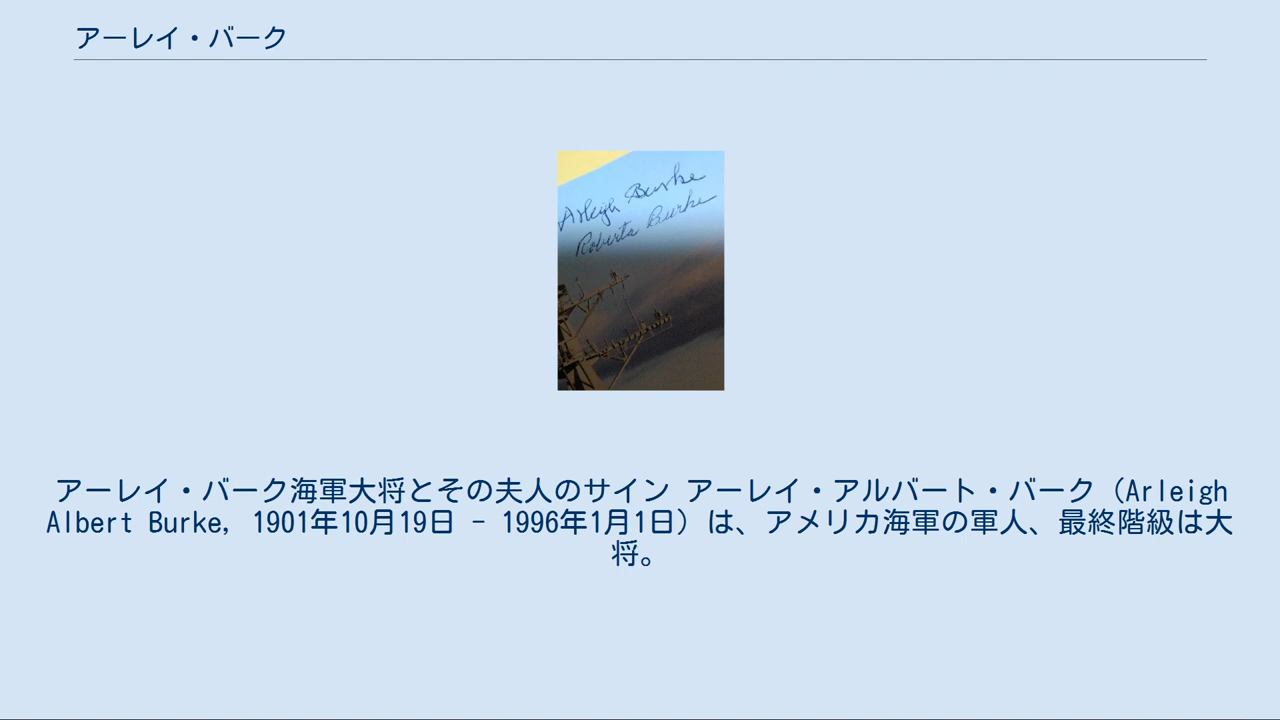 アーレイ・バーク
Arleigh Burke
Roberta Burke
アーレイ・バーク海軍大将とその夫人のサイン アーレイ・アルバート・バーク（Arleigh
Albert Burke, 1901年10月19日 - 1996年1月1日）は、アメリカ海軍の軍人、最終階級は大
将。